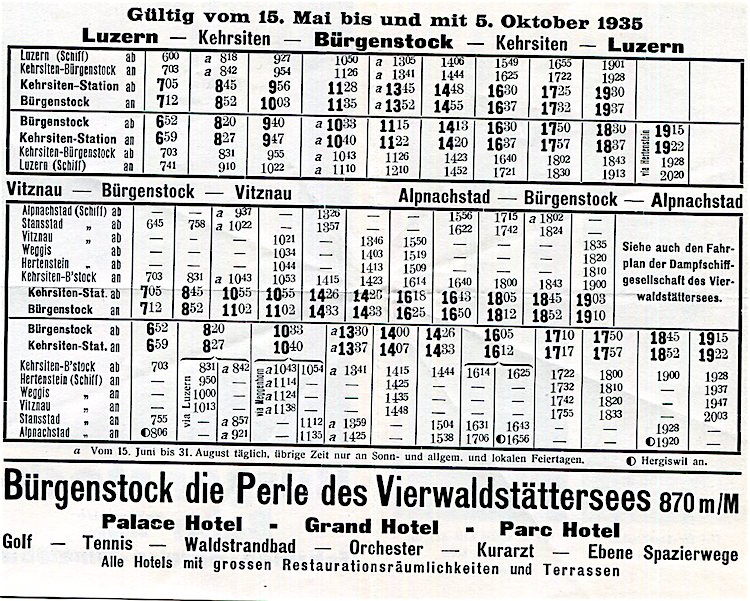 Gültig vom 15. Mai bis und mit 5. Oktober 1935
Luzern — Kehrsiten — Bürgenstock — Kehrsiten — Luzern
Luzern (Schiff) ab 600 a 818 927 1050 a 1305 1406 1549 1655 1901
Kehrsiten-Bürgenstock an 703 a 842 954 1126 a 1341 1444 1625 1722 1928
Kehrsiten-Station ab 705 845 956 1128 a 1345 1448 1630 1725 1930
Bürgenstock an 712 852 1003 1135 a 1352 1455 1637 1732 1937
Bürgenstock ab 652 820 940 a 1033 1115 1413 1630 1750 1830 1915
Kehrsiten-Station an 659 827 947 a 1040 1122 1420 1637 1757 1837 1922
Kehrsiten-Bürgenstock ab 703 831 955 a 1043 1126 1423 1640 1802 1843 1928
Luzern (Schiff) an 741 910 1022 a 1110 1210 1452 1721 1830 1913 2020
via Hertenstein
Vitznau — Bürgenstock — Vitznau Alpnachstad — Bürgenstock — Alpnachstad
Alpnachstad (Schiff) ab — — a 937 — 1326 — — 1556 1715 a 1802 —
Stansstad „ ab 645 758 a 1022 — 1357 — — 1622 1742 1824 —
Vitznau „ ab — — — 1021 — 1346 1550 — — — 1835
Weggis „ ab — — — 1034 — 1403 1519 — — — 1820
Hertenstein „ ab — — — 1044 — 1413 1509 — — — 1810
Kehrsiten-B'stock an 703 831 a 1043 1053 1415 1423 1614 1640 1800 1843 1900
Kehrsiten-Stat. ab 705 845 1055 1055 1426 1426 1618 1643 1805 1845 1903
Bürgenstock an 712 852 1102 1102 1433 1433 1625 1650 1812 1852 1910
Siehe auch den Fahr-
plan der Dampfschiff-
gesellschaft des Vier-
waldstättersees.
Bürgenstock ab 652 820 1033 a 1330 1400 1426 1605 1710 1750 1845 1915
Kehrsiten-Stat. an 659 827 1040 a 1337 1407 1433 1612 1717 1757 1852 1922
Kehrsiten-B'stock ab 703 831 a 842 a 1043 1054 a 1341 1415 1444 1614 1625 1722 1800 1900 1928
Hertenstein (Schiff) an — 950 — a 1114 — — 1425 — — — 1732 1810 — 1937
Weggis „ an — 1000 — a 1124 — — 1435 — — — 1742 1820 — 1947
Vitznau „ an — 1013 — a 1138 — — 1448 — — — 1755 1833 — 2003
Stansstad „ an 755 — a 857 — 1112 a 1359 — 1504 1631 1643 — — 1928 —
Alpnachstad „ an ◐806 — a 921 — 1135 a 1425 — 1538 1706 ◐1656 — — ◐1920 —
via Luzern
via Meggenhorn
a Vom 15. Juni bis 31. August täglich, übrige Zeit nur an Sonn- und allgem. und lokalen Feiertagen. ◐ Hergiswil an.
Bürgenstock die Perle des Vierwaldstättersees 870 m/M
Palace Hotel - Grand Hotel - Parc Hotel
Golf — Tennis — Waldstrandbad — Orchester — Kurarzt — Ebene Spazierwege
Alle Hotels mit grossen Restaurationsräumlichkeiten und Terrassen